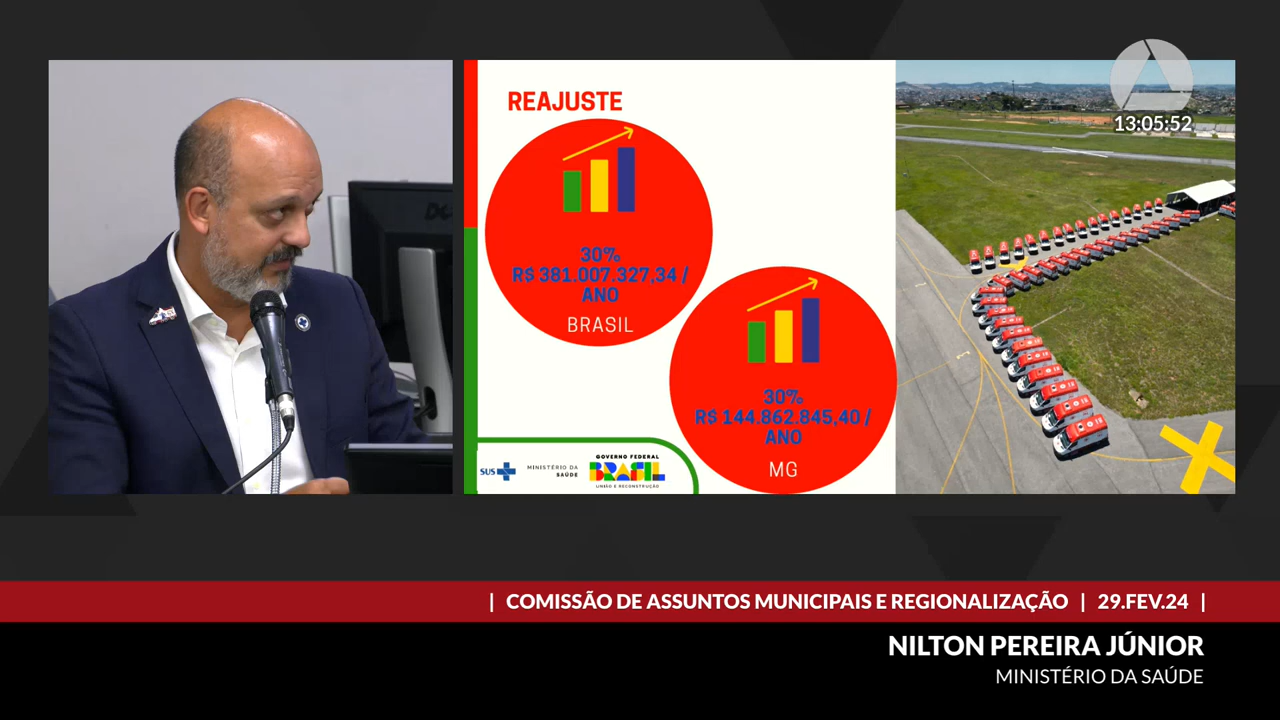 13:05:52
REAJUSTE
30%
R$ 381.007.327,34 /
ANO
BRASIL
30%
R$ 144.862.845,40 /
ANO
MG
SUS
MINISTÉRIO DA
SAÚDE
GOVERNO FEDERAL
BRASIL
UNIÃO E RECONSTRUÇÃO
| COMISSÃO DE ASSUNTOS MUNICIPAIS E REGIONALIZAÇÃO | 29.FEV.24 |
NILTON PEREIRA JÚNIOR
MINISTÉRIO DA SAÚDE